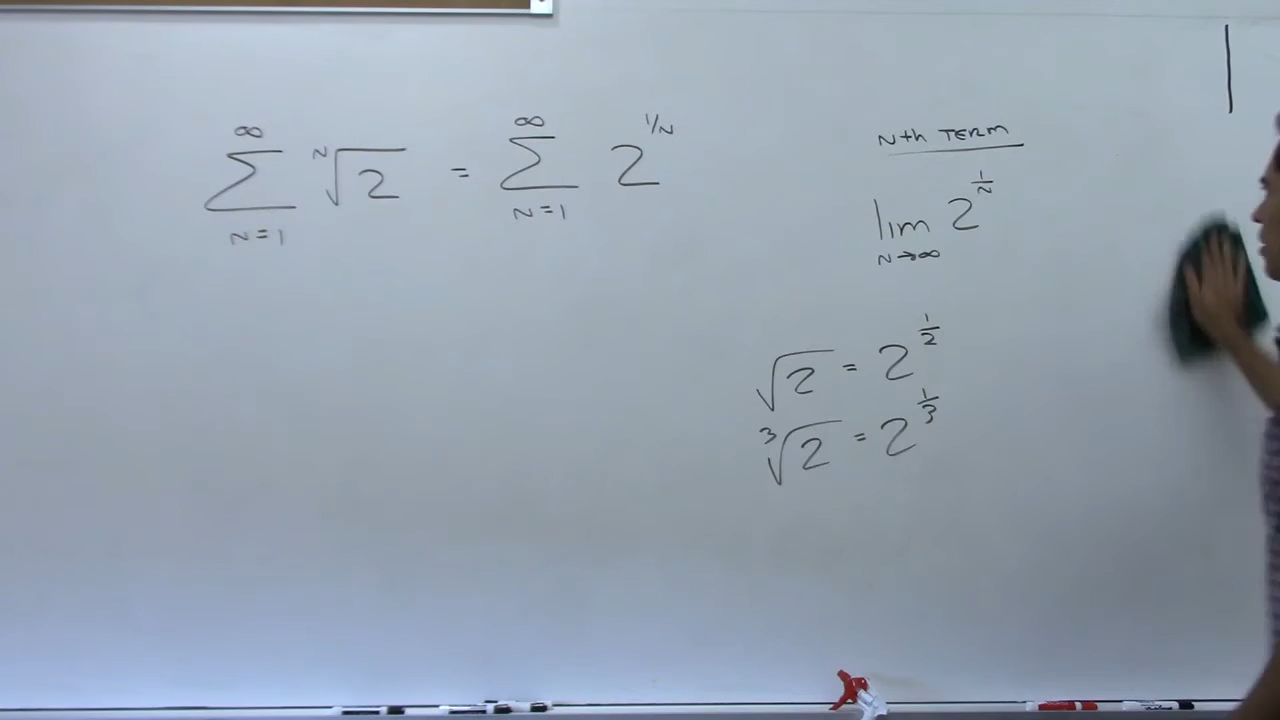 ∞ ∞
∑ ᴺ√2 = ∑ 2^1/N
N=1 N=1
Nth TERM
lim 2^1/N
N→∞
√2 = 2^1/2
³√2 = 2^1/3